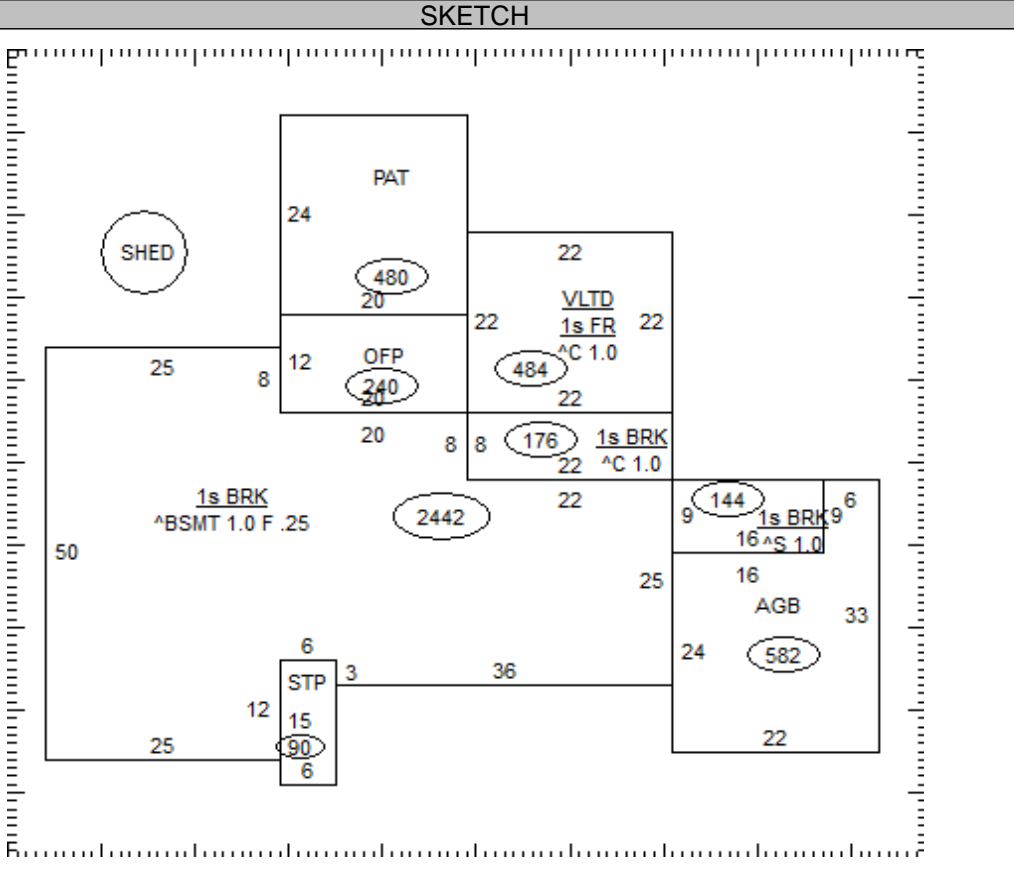 SKETCH
PAT
24
SHED
480
20
22
VLTD
22
1s FR
22
^C 1.0
12
OFP
484
25
8
240
20
22
20
8
8
176
1s BRK
22
^C 1.0
22
1s BRK
^BSMT 1.0 F .25
2442
144
6
9
1s BRK
9
16
^S 1.0
50
16
25
AGB
33
6
24
582
STP
3
36
12
15
25
90
22
6